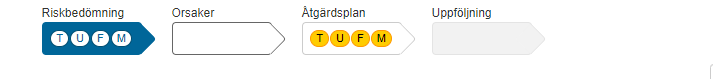 Riskbedömning Orsaker Åtgärdsplan Uppföljning
T U F M T U F M